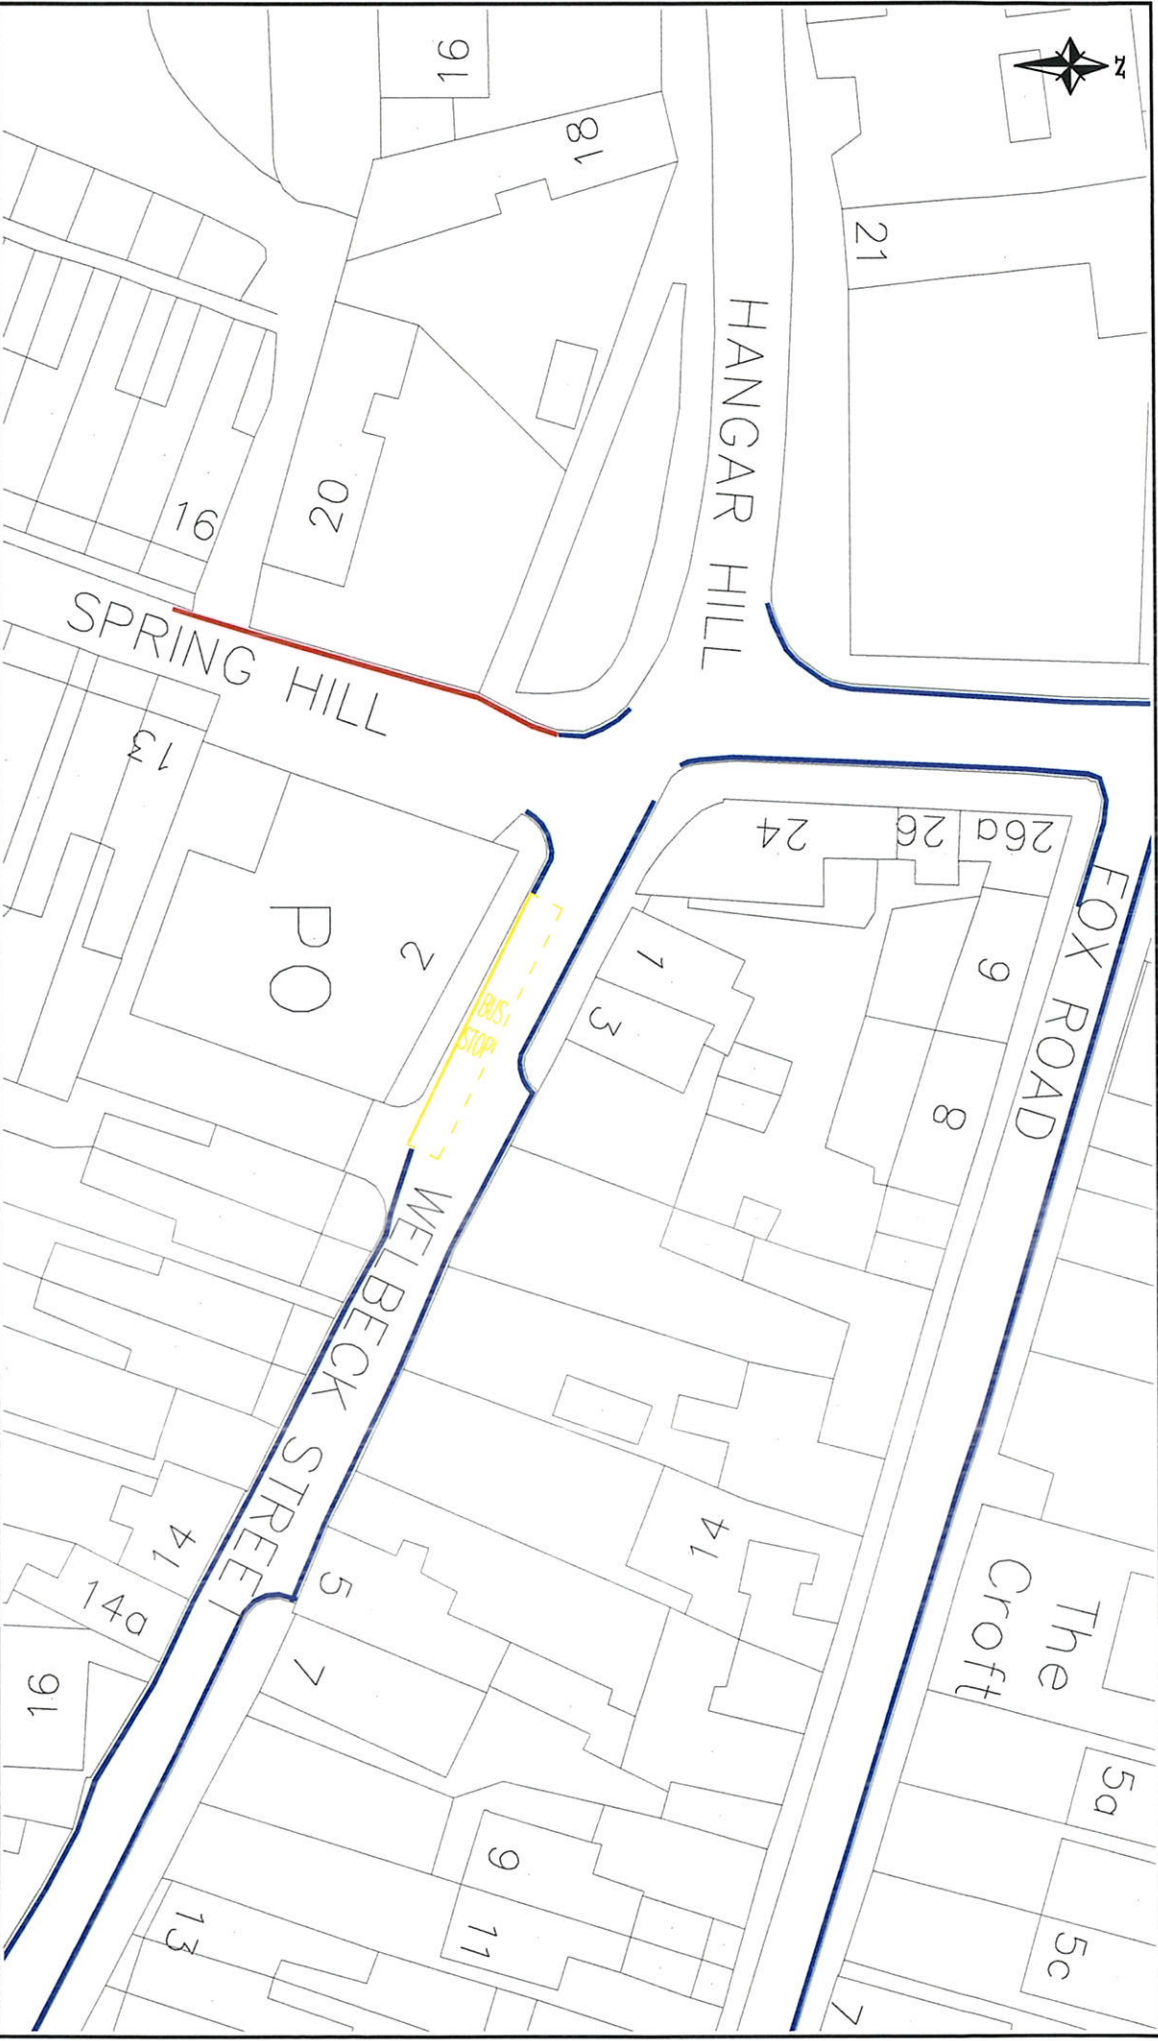 N
16
18
21
HANGAR HILL
20
16
SPRING HILL
13
24
26
26a
FOX ROAD
PO
2
1
3
9
8
BUS
STOP
WELBECK STREET
14
The
Croft
14
14a
16
5
7
5a
5c
9
11
13
7